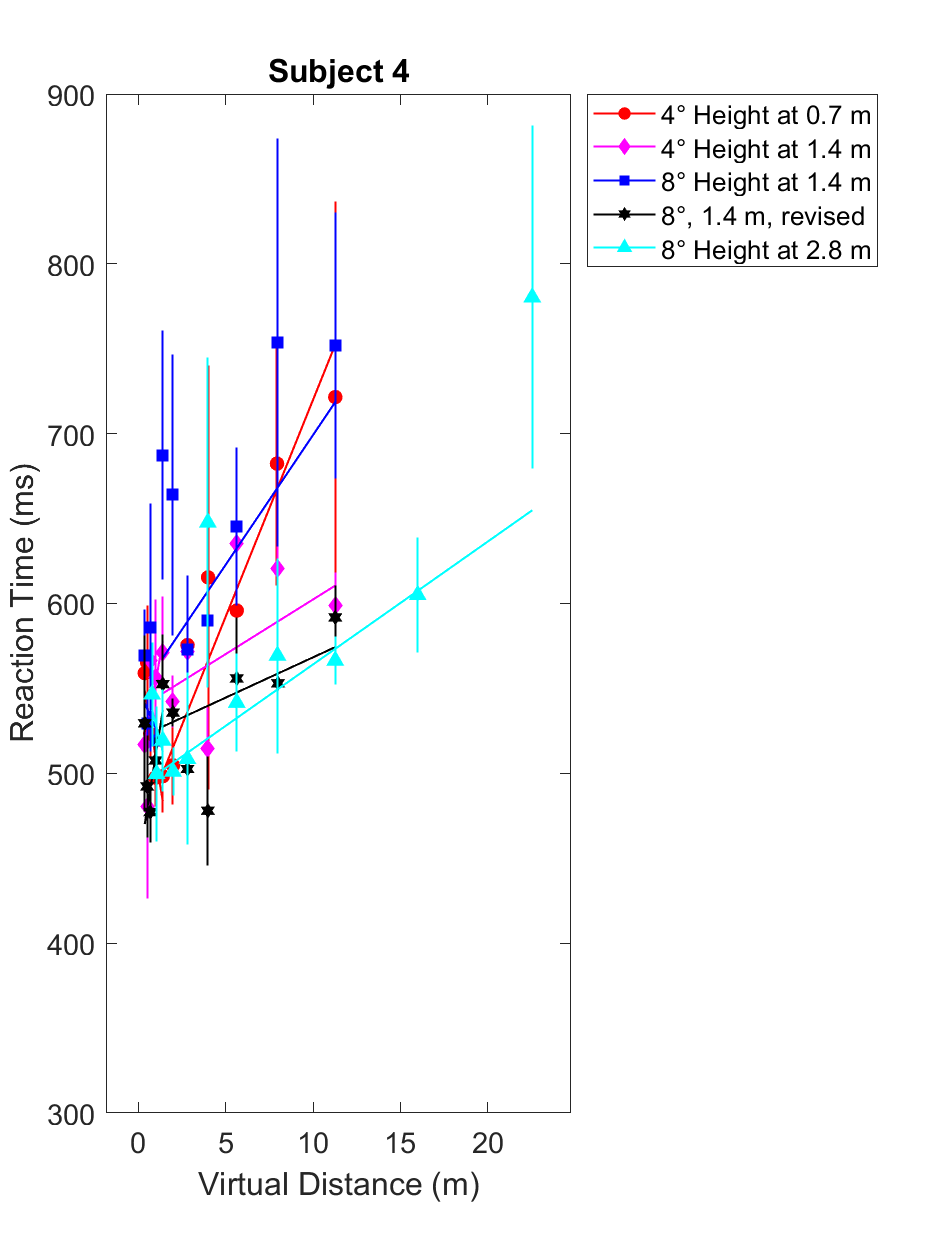 Subject 4
900
800
700
600
500
400
300
0 5 10 15 20
Reaction Time (ms)
Virtual Distance (m)
4° Height at 0.7 m
4° Height at 1.4 m
8° Height at 1.4 m
8°, 1.4 m, revised
8° Height at 2.8 m